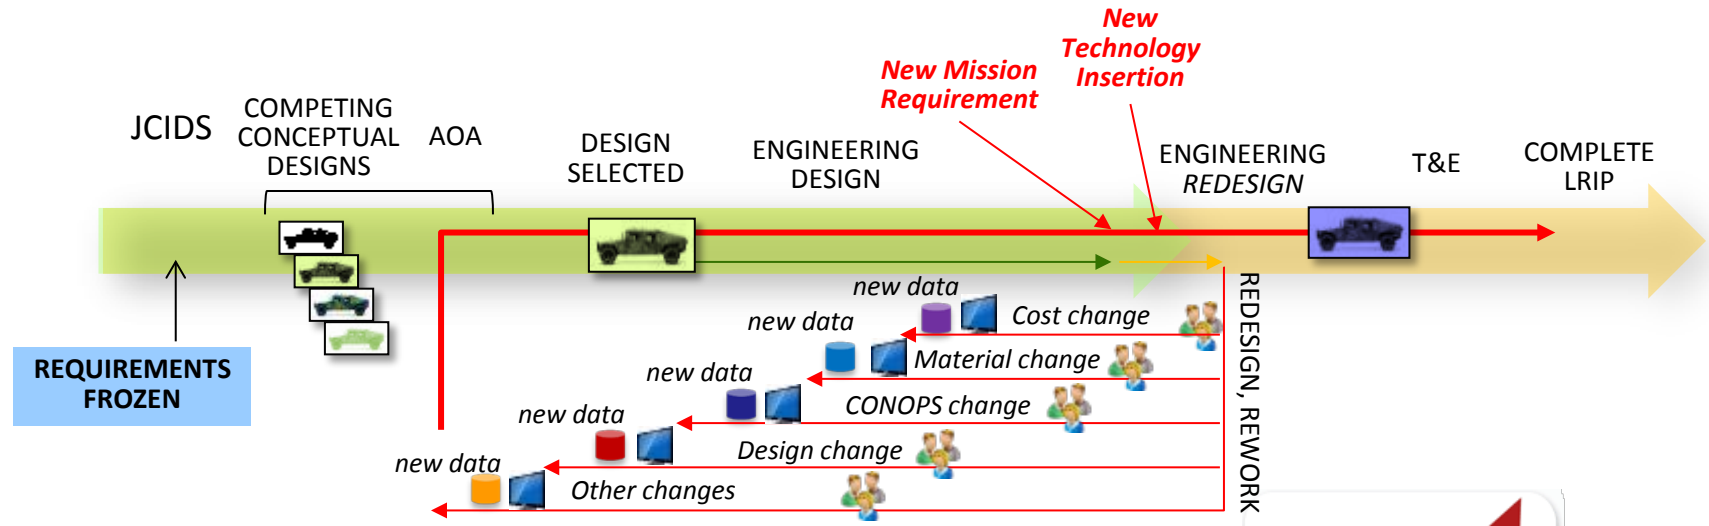 New
Technology
Insertion
New Mission
Requirement
JCIDS
COMPETING
CONCEPTUAL
DESIGNS
AOA
DESIGN
SELECTED
ENGINEERING
DESIGN
ENGINEERING
REDESIGN
T&E
COMPLETE
LRIP
REQUIREMENTS
FROZEN
new data
Cost change
new data
Material change
new data
CONOPS change
new data
Design change
new data
Other changes
REDESIGN, REWORK